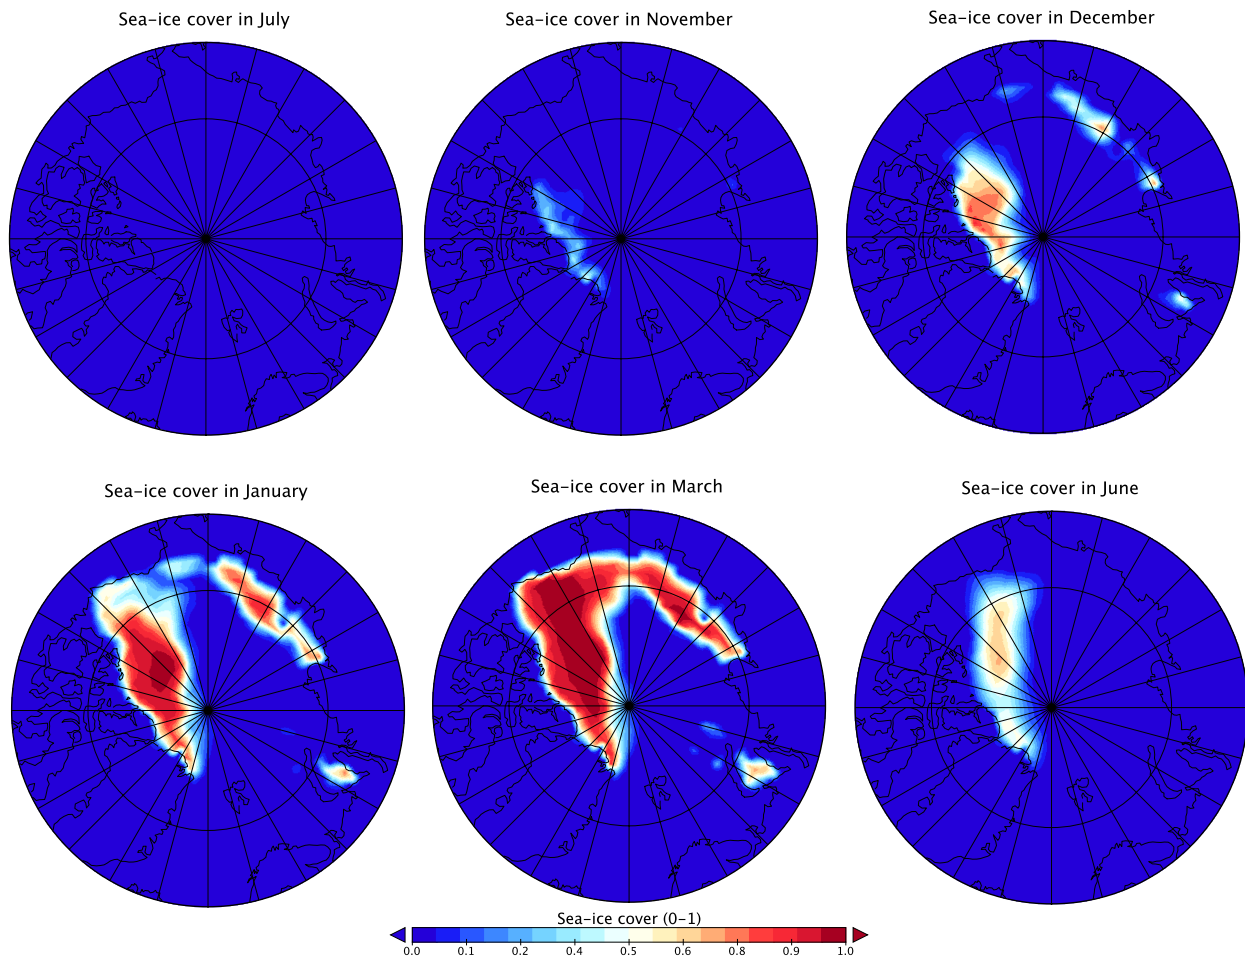 Sea-ice cover in July
Sea-ice cover in November
Sea-ice cover in December
Sea-ice cover in January
Sea-ice cover in March
Sea-ice cover in June
Sea-ice cover (0-1)
0.0 0.1 0.2 0.4 0.5 0.6 0.8 0.9 1.0